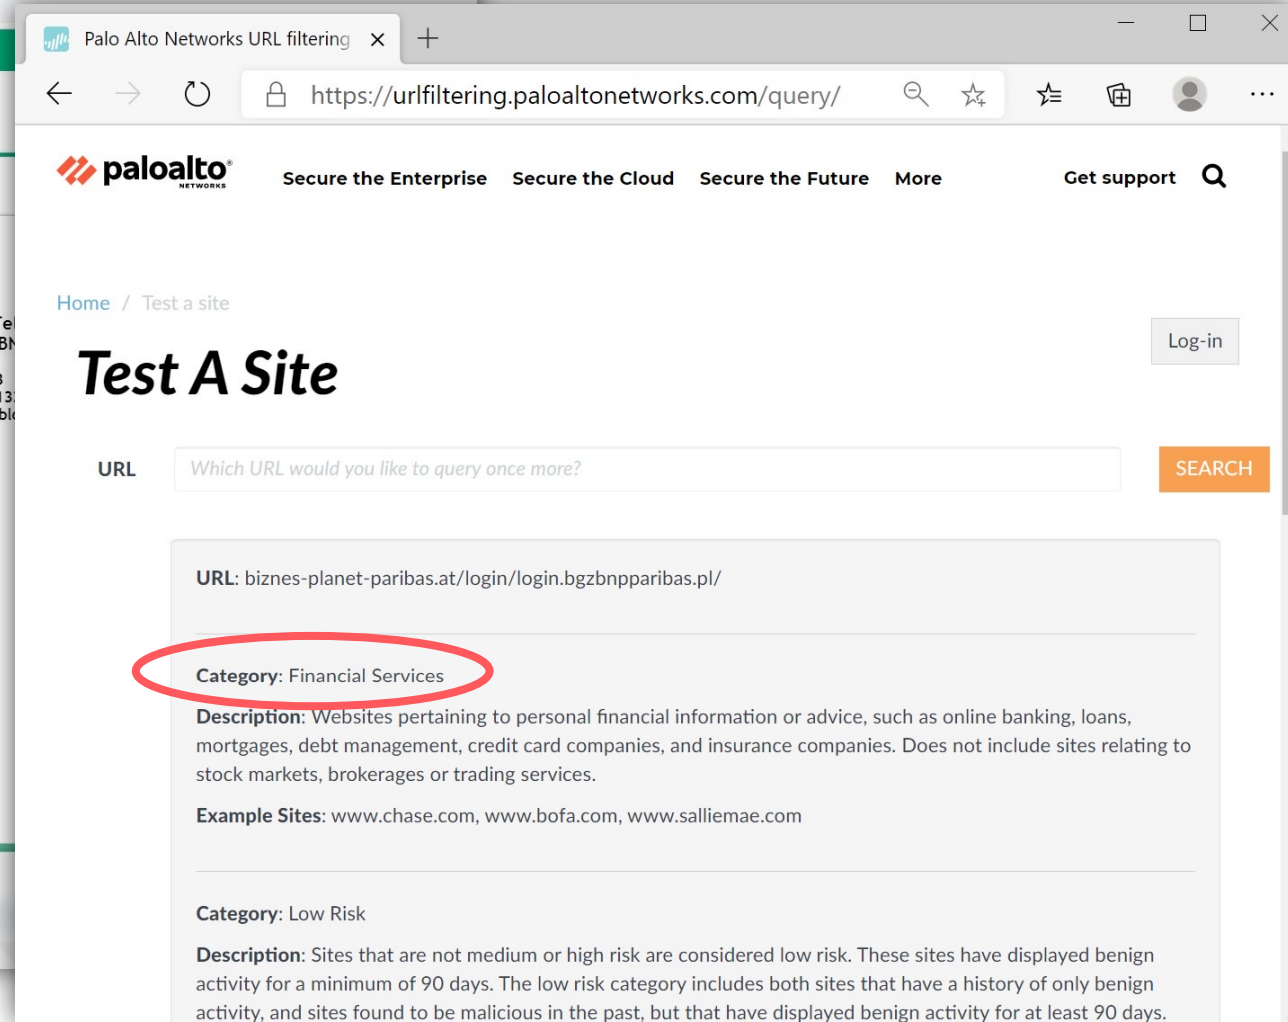 Palo Alto Networks URL filtering
https://urlfiltering.paloaltonetworks.com/query/
paloalto®
NETWORKS
Secure the Enterprise Secure the Cloud Secure the Future More Get support
Home / Test a site
Log-in
Test A Site
URL Which URL would you like to query once more? SEARCH
URL: biznes-planet-paribas.at/login/login.bgzbnpparibas.pl/
Category: Financial Services
Description: Websites pertaining to personal financial information or advice, such as online banking, loans,
mortgages, debt management, credit card companies, and insurance companies. Does not include sites relating to
stock markets, brokerages or trading services.
Example Sites: www.chase.com, www.bofa.com, www.salliemae.com
Category: Low Risk
Description: Sites that are not medium or high risk are considered low risk. These sites have displayed benign
activity for a minimum of 90 days. The low risk category includes both sites that have a history of only benign
activity, and sites found to be malicious in the past, but that have displayed benign activity for at least 90 days.